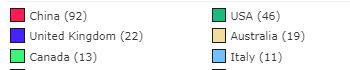 China (92) USA (46)
United Kingdom (22) Australia (19)
Canada (13) Italy (11)